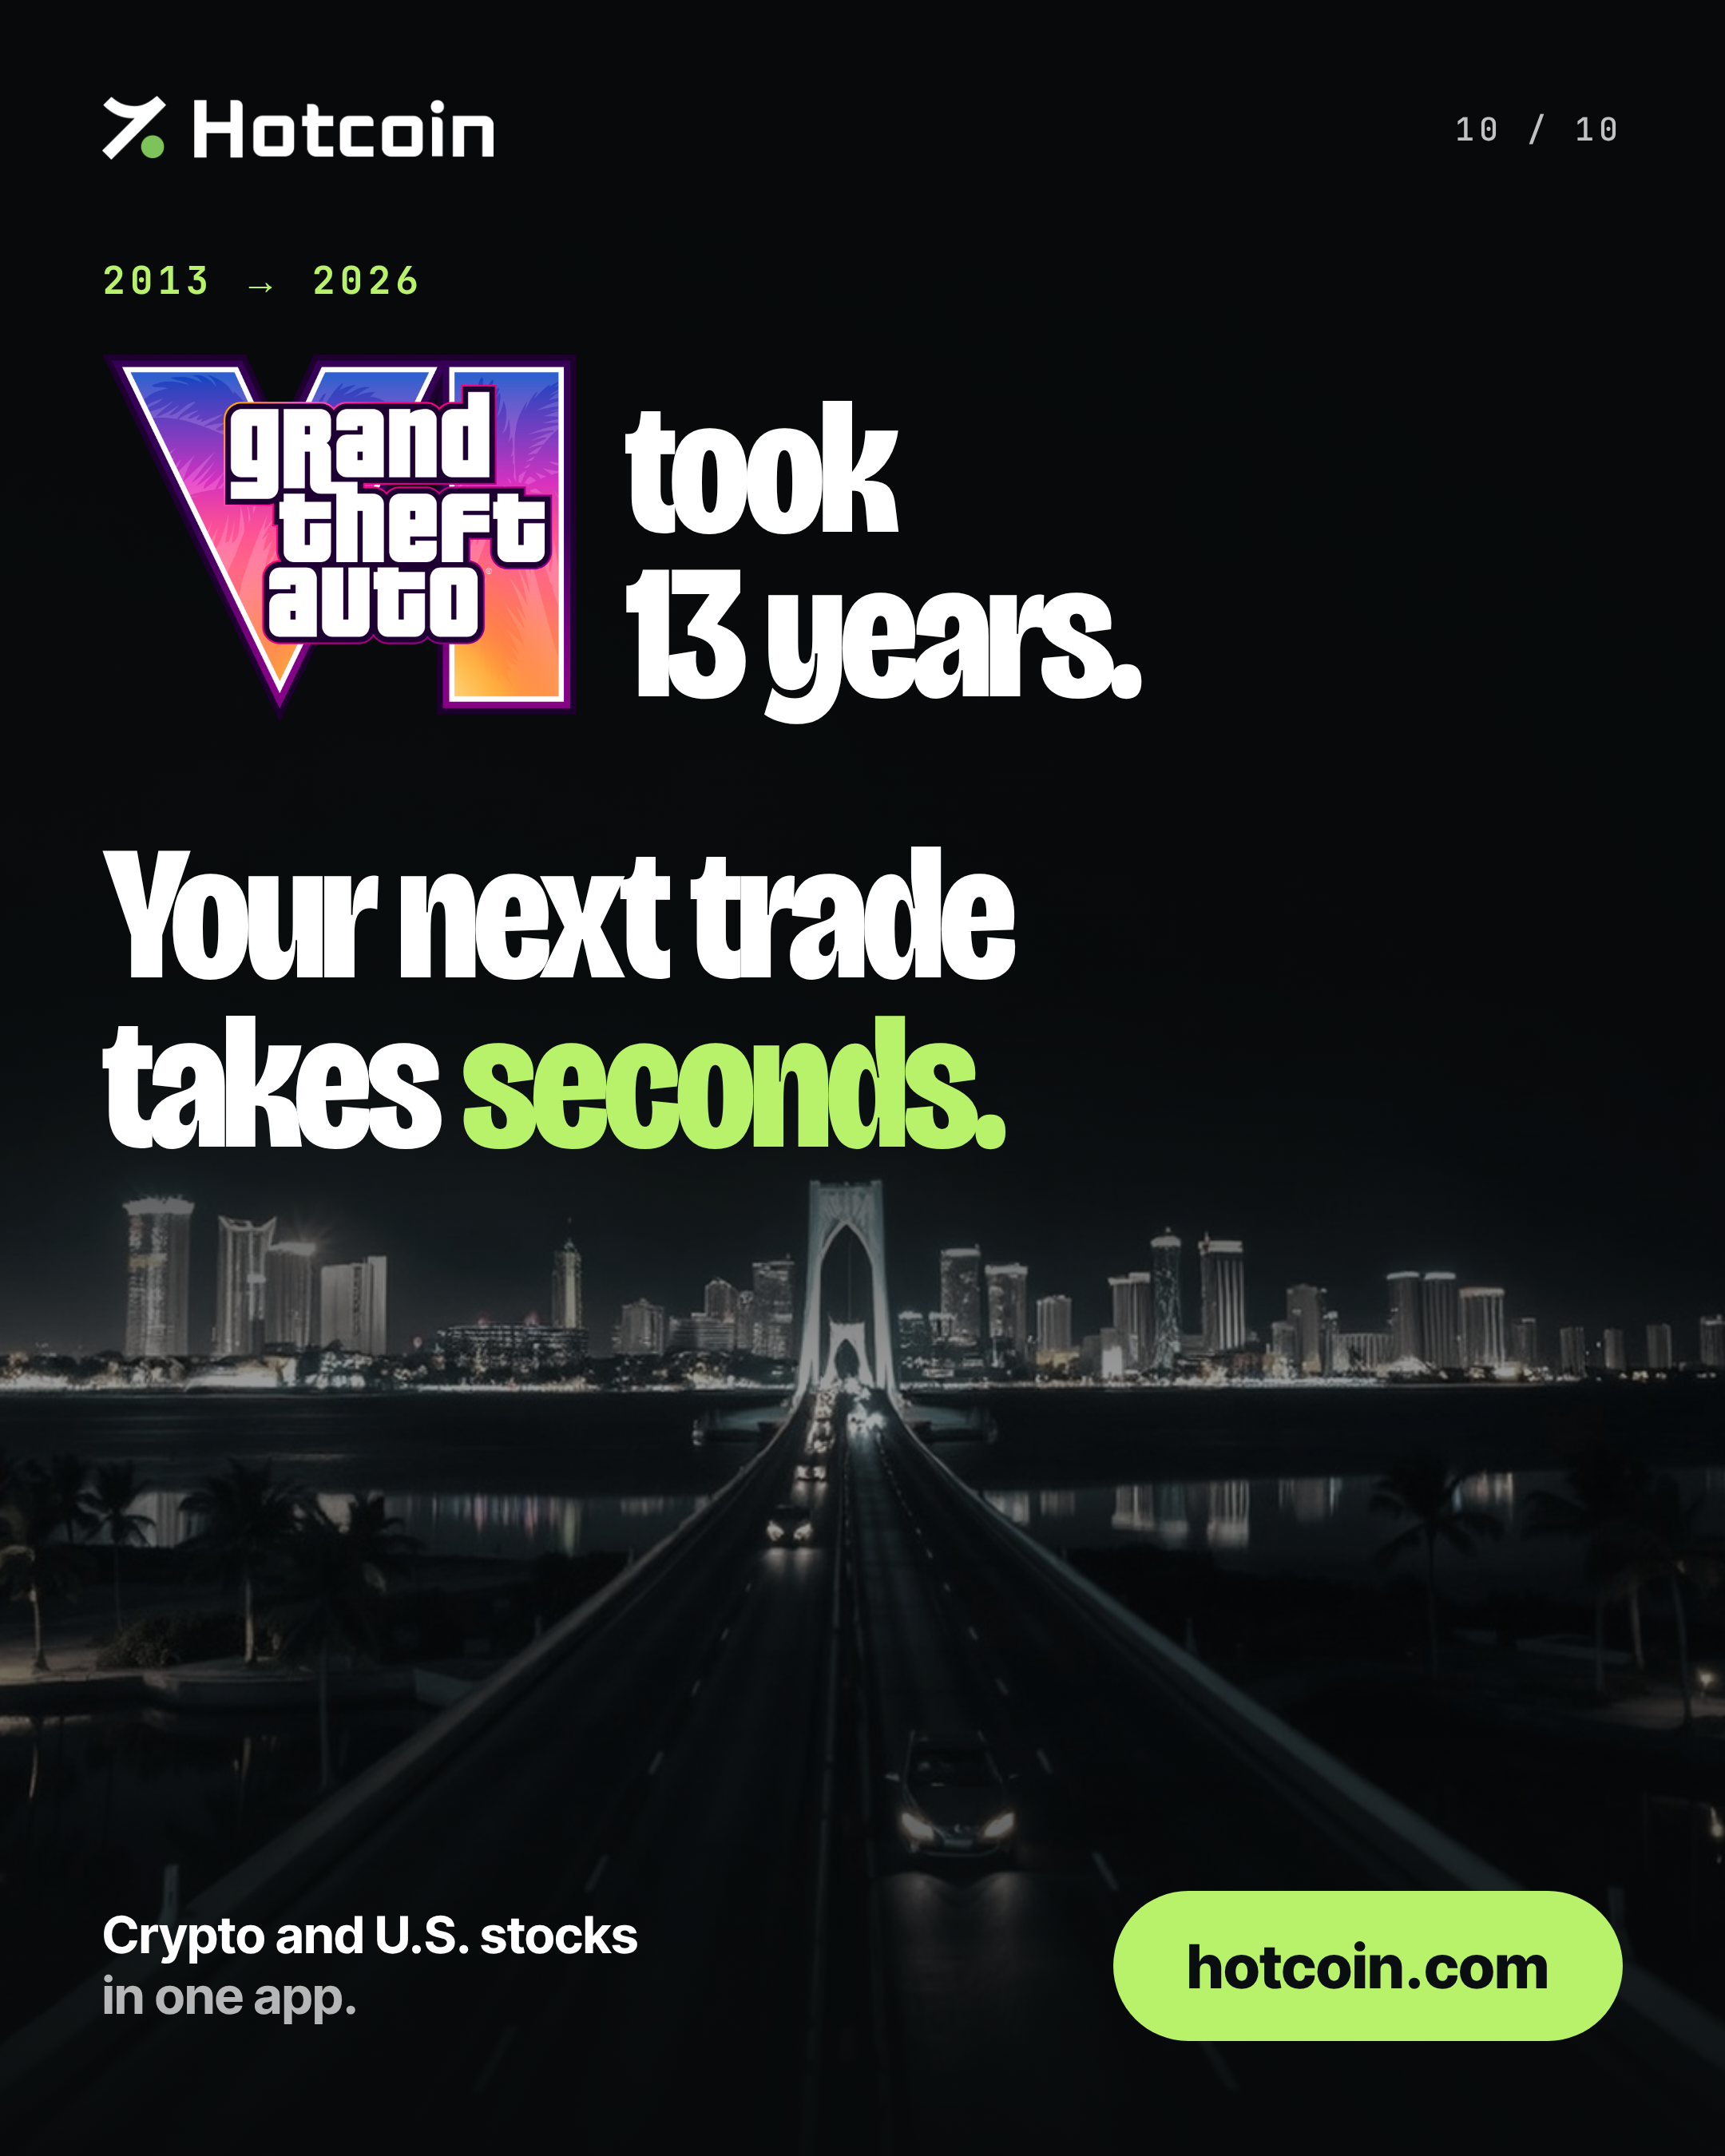 Hotcoin
10 / 10
2013 → 2026
VI
grand
theft
auto
took
13 years.
Your next trade
takes seconds.
Crypto and U.S. stocks
in one app.
hotcoin.com